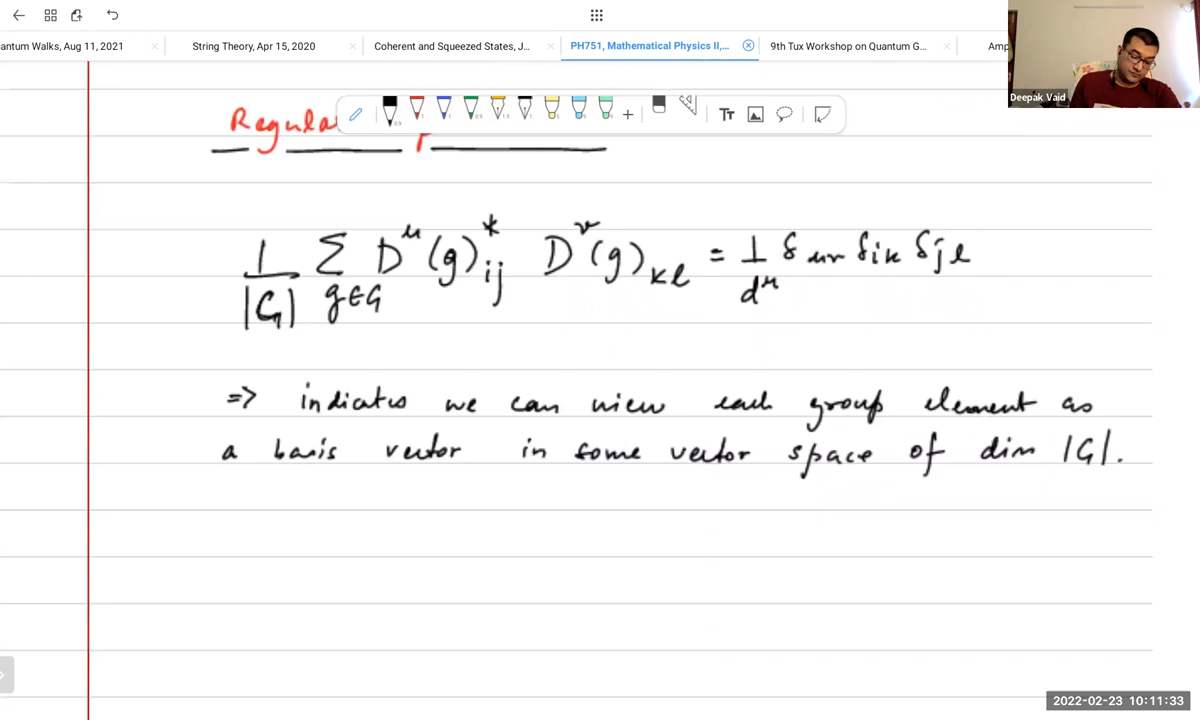 antum Walks, Aug 11, 2021 String Theory, Apr 15, 2020 Coherent and Squeezed States, J... PH751, Mathematical Physics II,... 9th Tux Workshop on Quantum G... Amp
Deepak Vaid
Regula
1/|G| Σ_{g∈G} D^μ(g)*_{ij} D^ν(g)_{kl} = 1/d^μ δ_{μν} δ_{ik} δ_{jl}
=> indicates we can view each group element as
a basis vector in some vector space of dim |G|.
2022-02-23 10:11:33